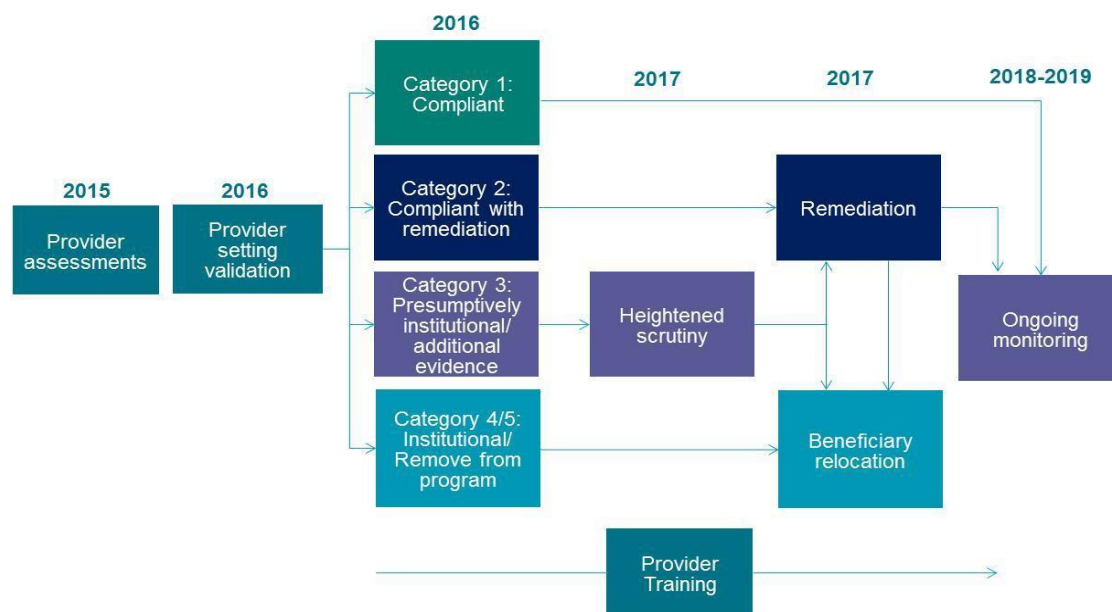 2016
2017
2017
2018-2019
Category 1:
Compliant
2015
2016
Provider
assessments
Provider
setting
validation
Category 2:
Compliant with
remediation
Remediation
Category 3:
Presumptively
institutional/
additional
evidence
Heightened
scrutiny
Ongoing
monitoring
Category 4/5:
Institutional/
Remove from
program
Beneficiary
relocation
Provider
Training